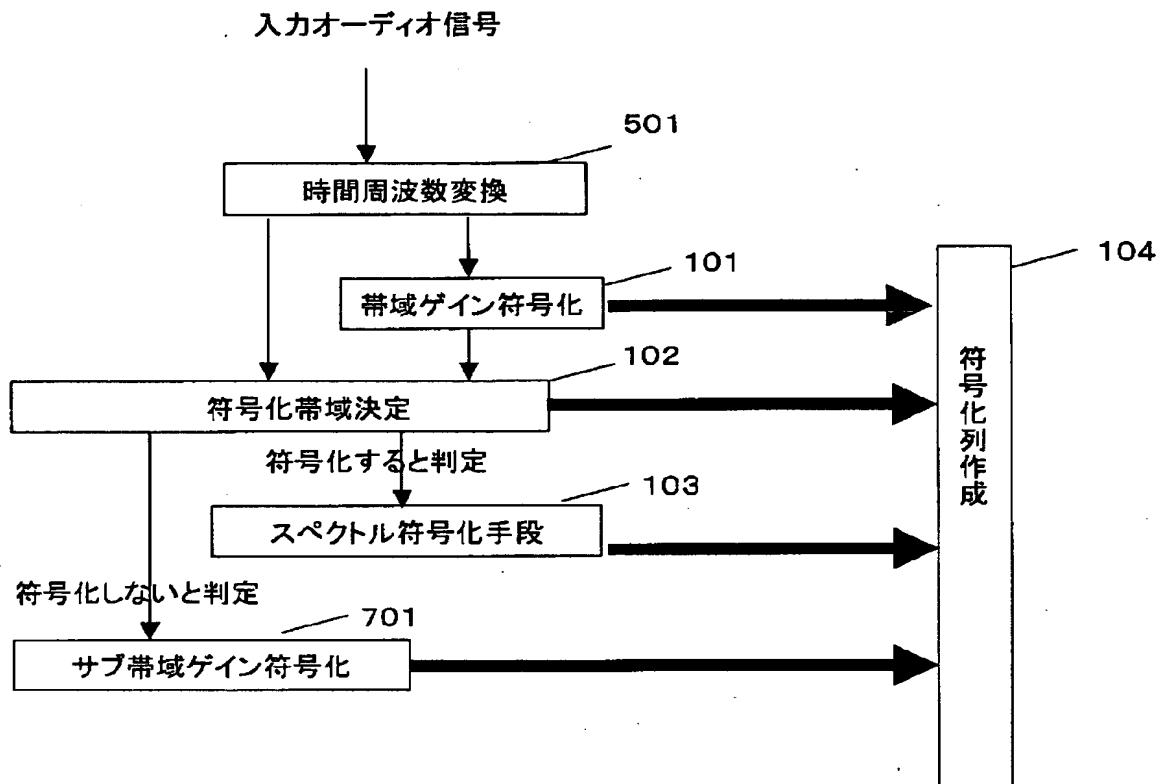 入力オーディオ信号
501
時間周波数変換
101
帯域ゲイン符号化
104
102
符号化帯域決定
符号化列作成
符号化すると判定
103
スペクトル符号化手段
符号化しないと判定
701
サブ帯域ゲイン符号化